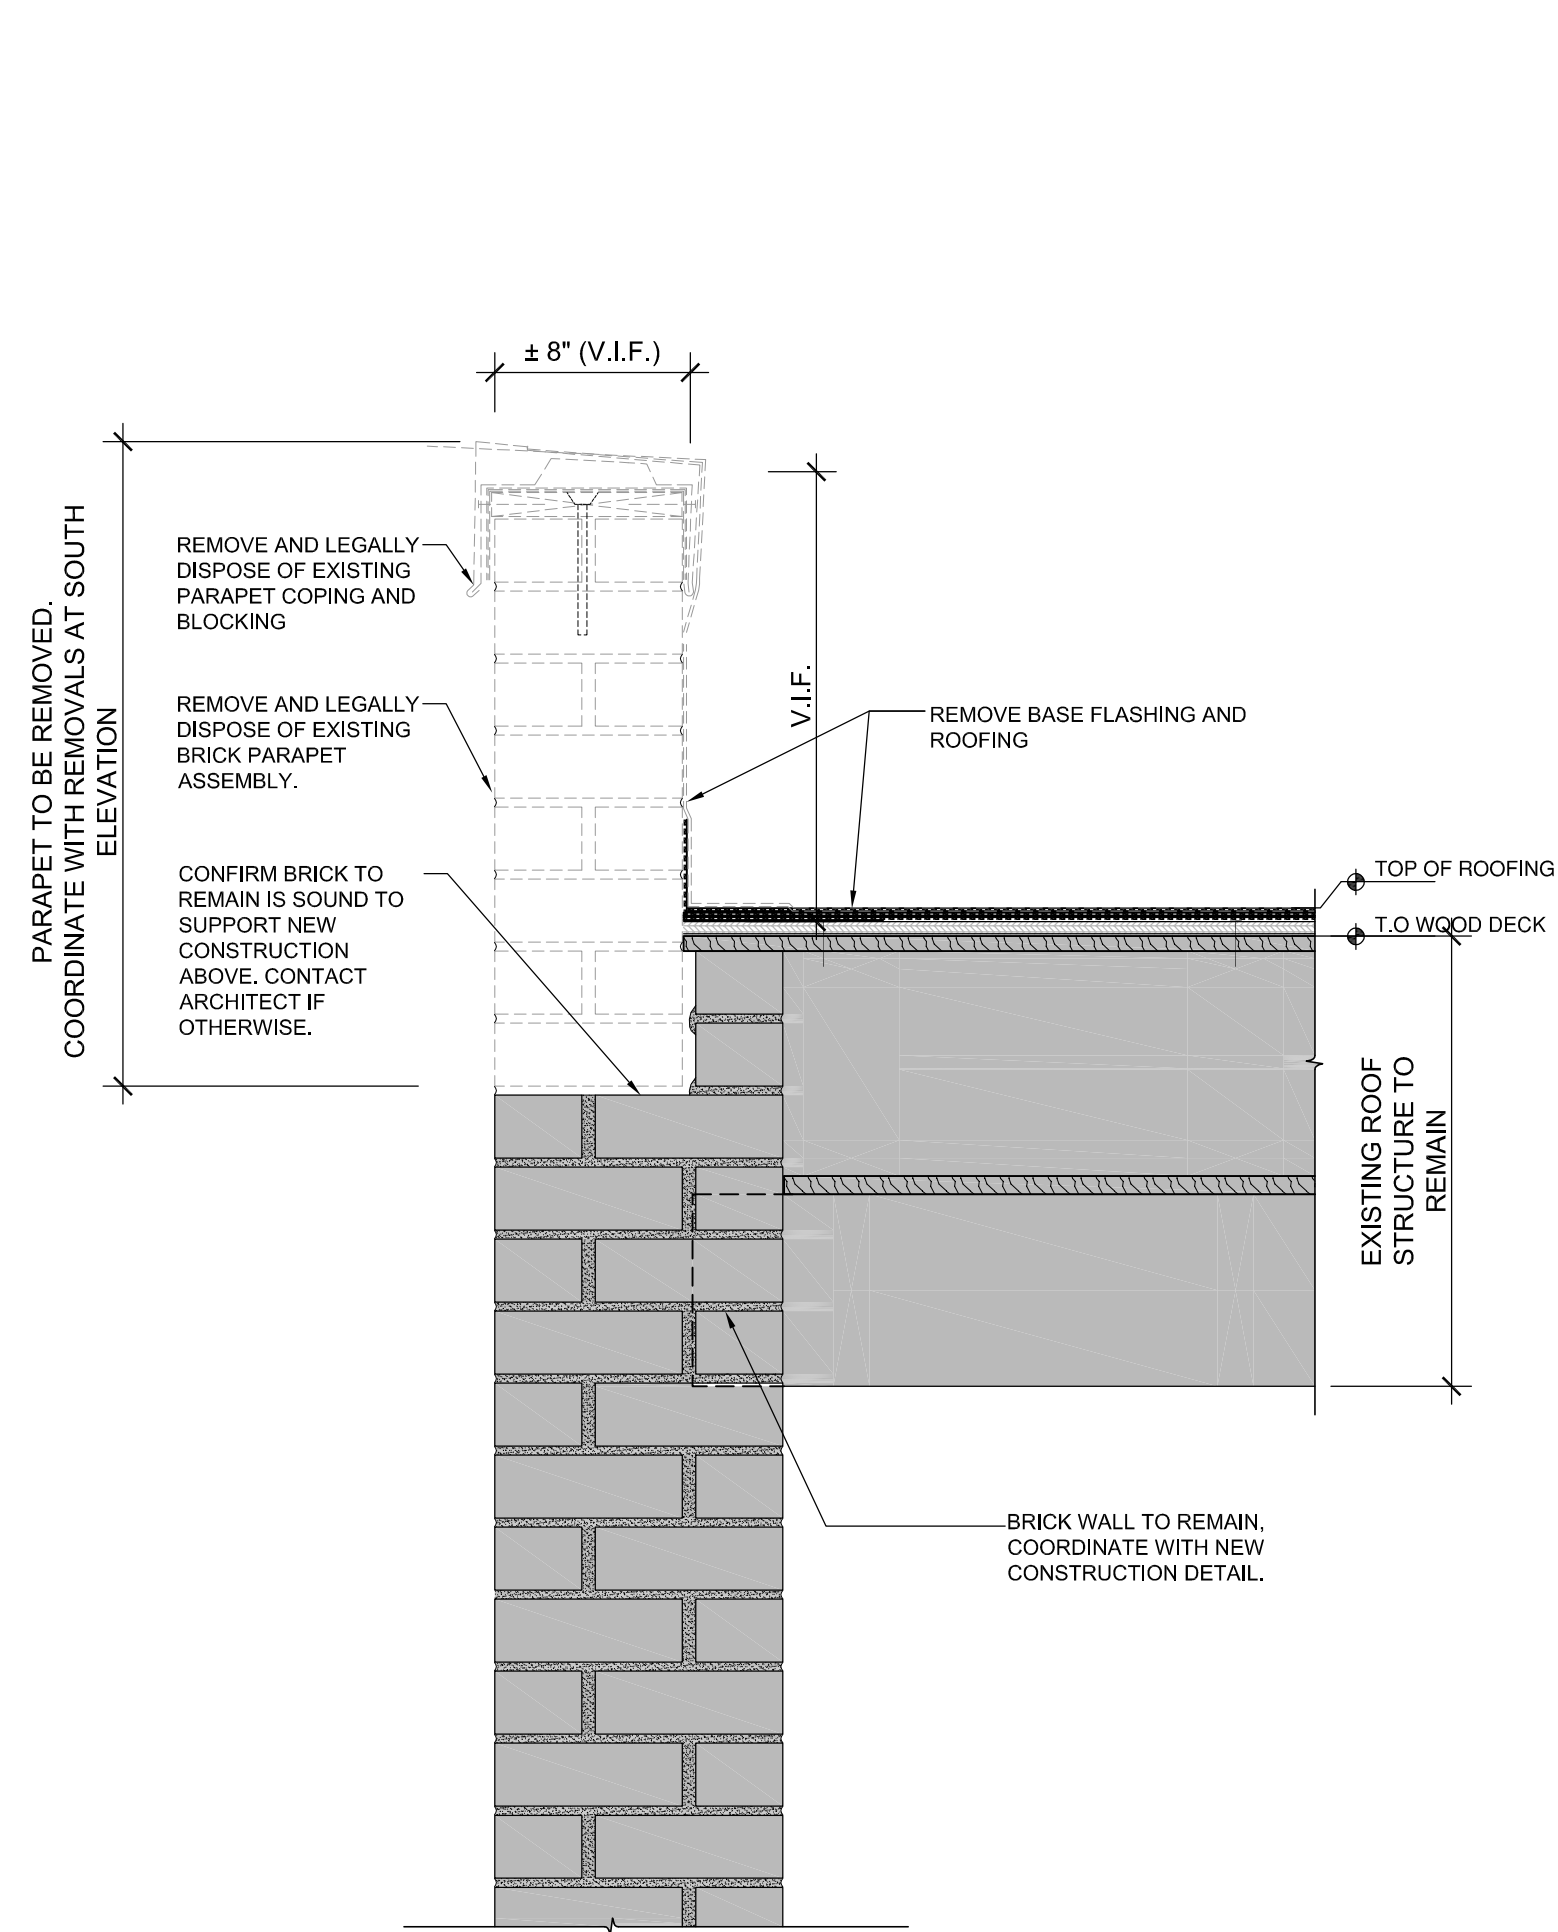 ± 8" (V.I.F.)
PARAPET TO BE REMOVED.
COORDINATE WITH REMOVALS AT SOUTH
ELEVATION
REMOVE AND LEGALLY
DISPOSE OF EXISTING
PARAPET COPING AND
BLOCKING
REMOVE AND LEGALLY
DISPOSE OF EXISTING
BRICK PARAPET
ASSEMBLY.
V.I.F.
REMOVE BASE FLASHING AND
ROOFING
CONFIRM BRICK TO
REMAIN IS SOUND TO
SUPPORT NEW
CONSTRUCTION
ABOVE. CONTACT
ARCHITECT IF
OTHERWISE.
TOP OF ROOFING
T.O WOOD DECK
EXISTING ROOF
STRUCTURE TO
REMAIN
BRICK WALL TO REMAIN,
COORDINATE WITH NEW
CONSTRUCTION DETAIL.